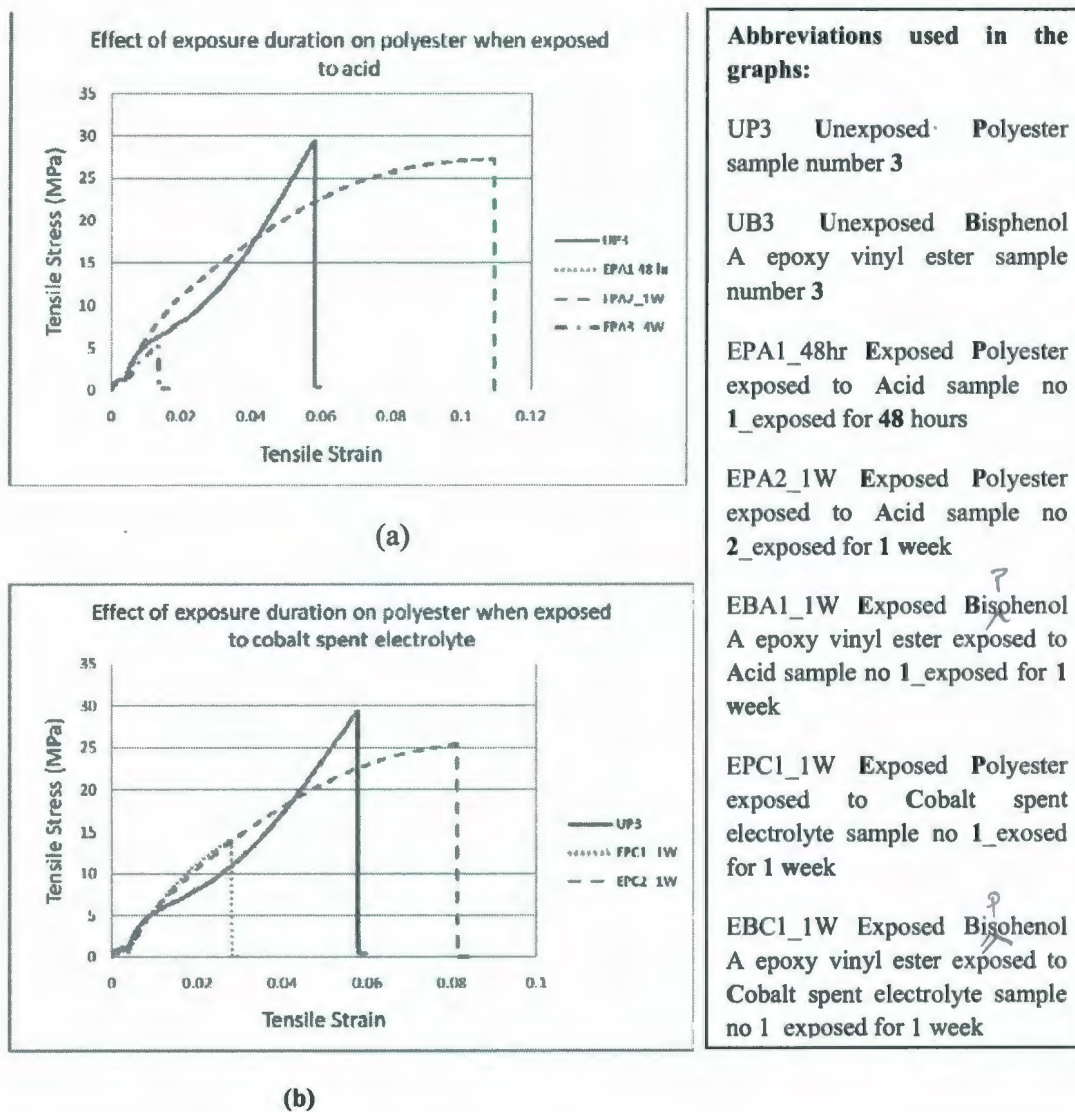 Effect of exposure duration on polyester when exposed
to acid
35
30
25
20
15
10
5
0
Tensile Stress (MPa)
0
0.02
0.04
0.06
0.08
0.1
0.12
Tensile Strain
UP3
EPA1 48
EPA2_1W
EPA3 4W
(a)
Effect of exposure duration on polyester when exposed
to cobalt spent electrolyte
35
30
25
20
15
10
5
0
Tensile Stress (MPa)
0
0.02
0.04
0.06
0.08
0.1
Tensile Strain
UP3
EPC1 1W
EPC2 1W
(b)
Abbreviations used in the
graphs:
UP3 Unexposed Polyester
sample number 3
UB3 Unexposed Bisphenol
A epoxy vinyl ester sample
number 3
EPA1_48hr Exposed Polyester
exposed to Acid sample no
1_exposed for 48 hours
EPA2_1W Exposed Polyester
exposed to Acid sample no
2_exposed for 1 week
P
EBA1_1W Exposed Bisohenol
A epoxy vinyl ester exposed to
Acid sample no 1_exposed for 1
week
EPC1_1W Exposed Polyester
exposed to Cobalt spent
electrolyte sample no 1_exosed
for 1 week
P
EBC1_1W Exposed Bisohenol
A epoxy vinyl ester exposed to
Cobalt spent electrolyte sample
no 1 exposed for 1 week